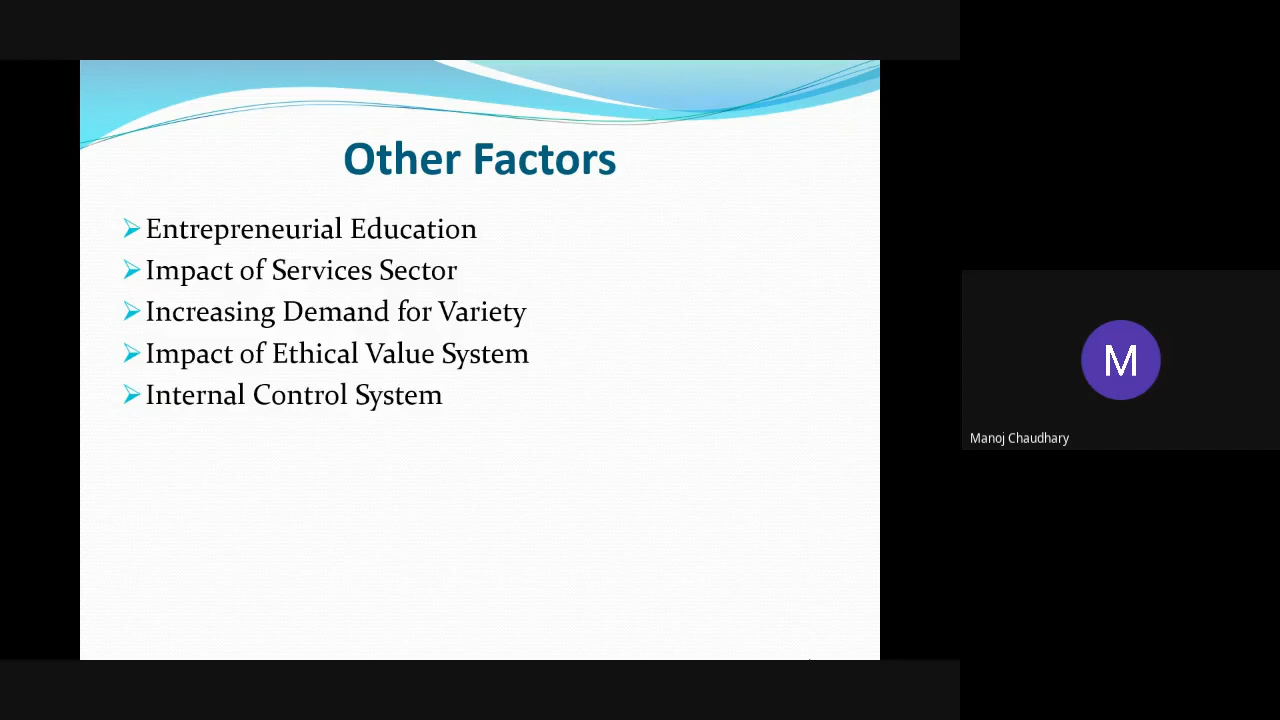 Other Factors
Entrepreneurial Education
Impact of Services Sector
Increasing Demand for Variety
Impact of Ethical Value System
Internal Control System
M
Manoj Chaudhary